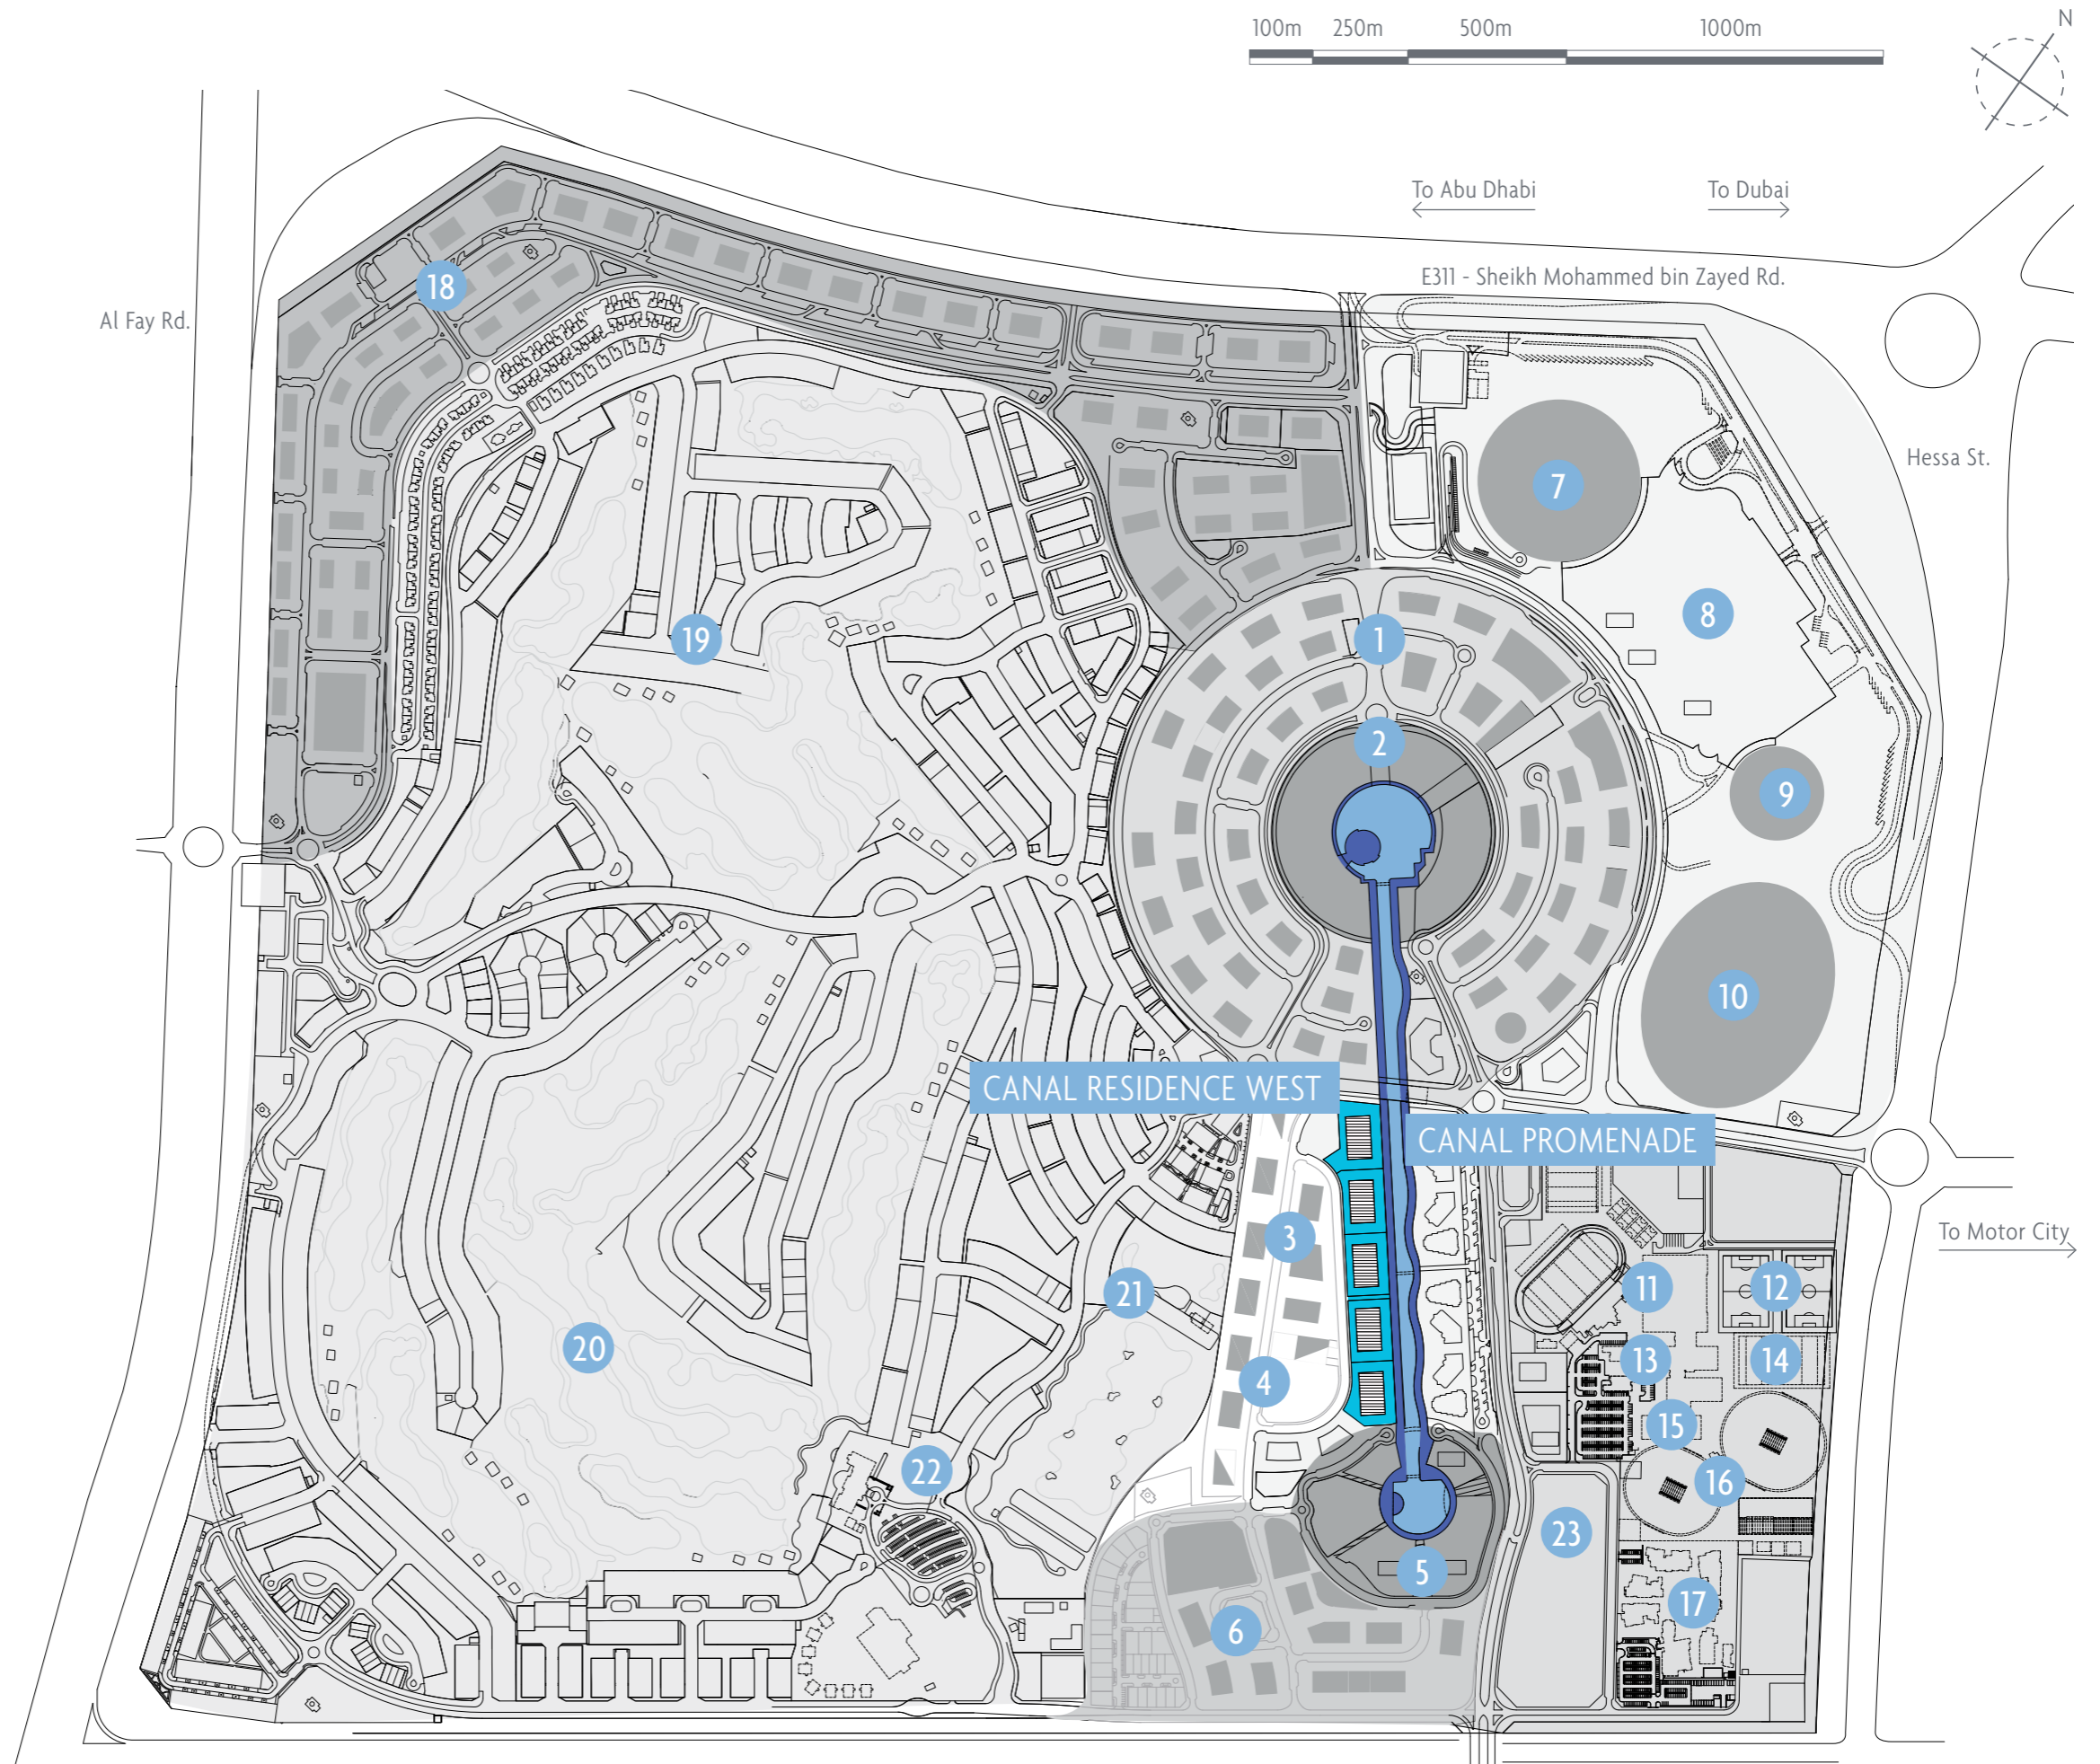 100m 250m 500m 1000m
N
To Abu Dhabi To Dubai
E311 - Sheikh Mohammed bin Zayed Rd.
18
Al Fay Rd.
Hessa St.
7
8
1
19
2
9
10
CANAL RESIDENCE WEST
CANAL PROMENADE
To Motor City
3
11
12
21
20
13
14
4
15
22
16
23
5
17
6